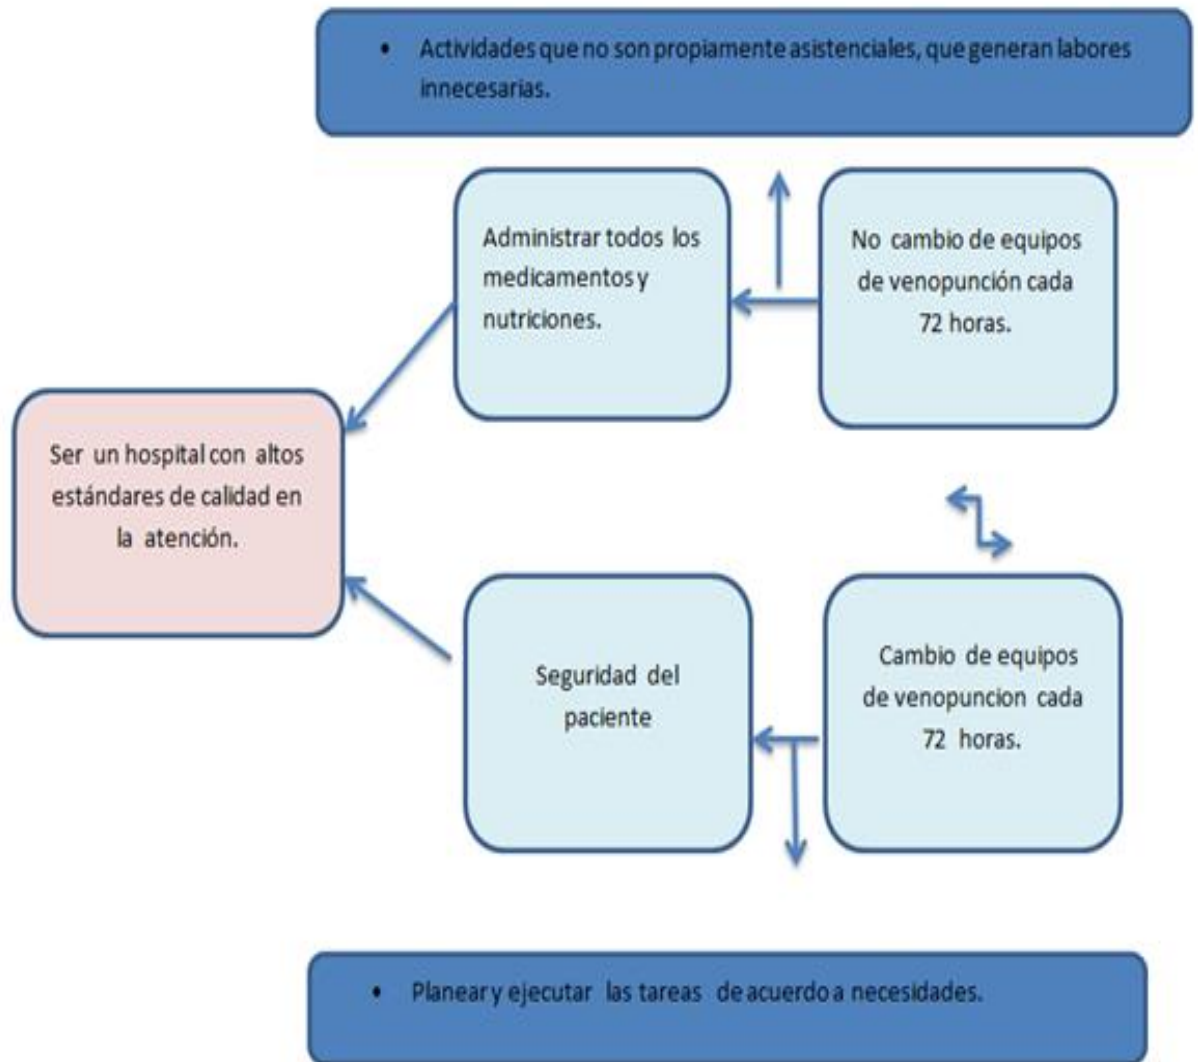 • Actividades que no son propiamente asistenciales, que generan labores
innecesarias.
Administrar todos los
medicamentos y
nutriciones.
No cambio de equipos
de venopunción cada
72 horas.
Ser un hospital con altos
estándares de calidad en
la atención.
Seguridad del
paciente
Cambio de equipos
de venopuncion cada
72 horas.
• Planear y ejecutar las tareas de acuerdo a necesidades.